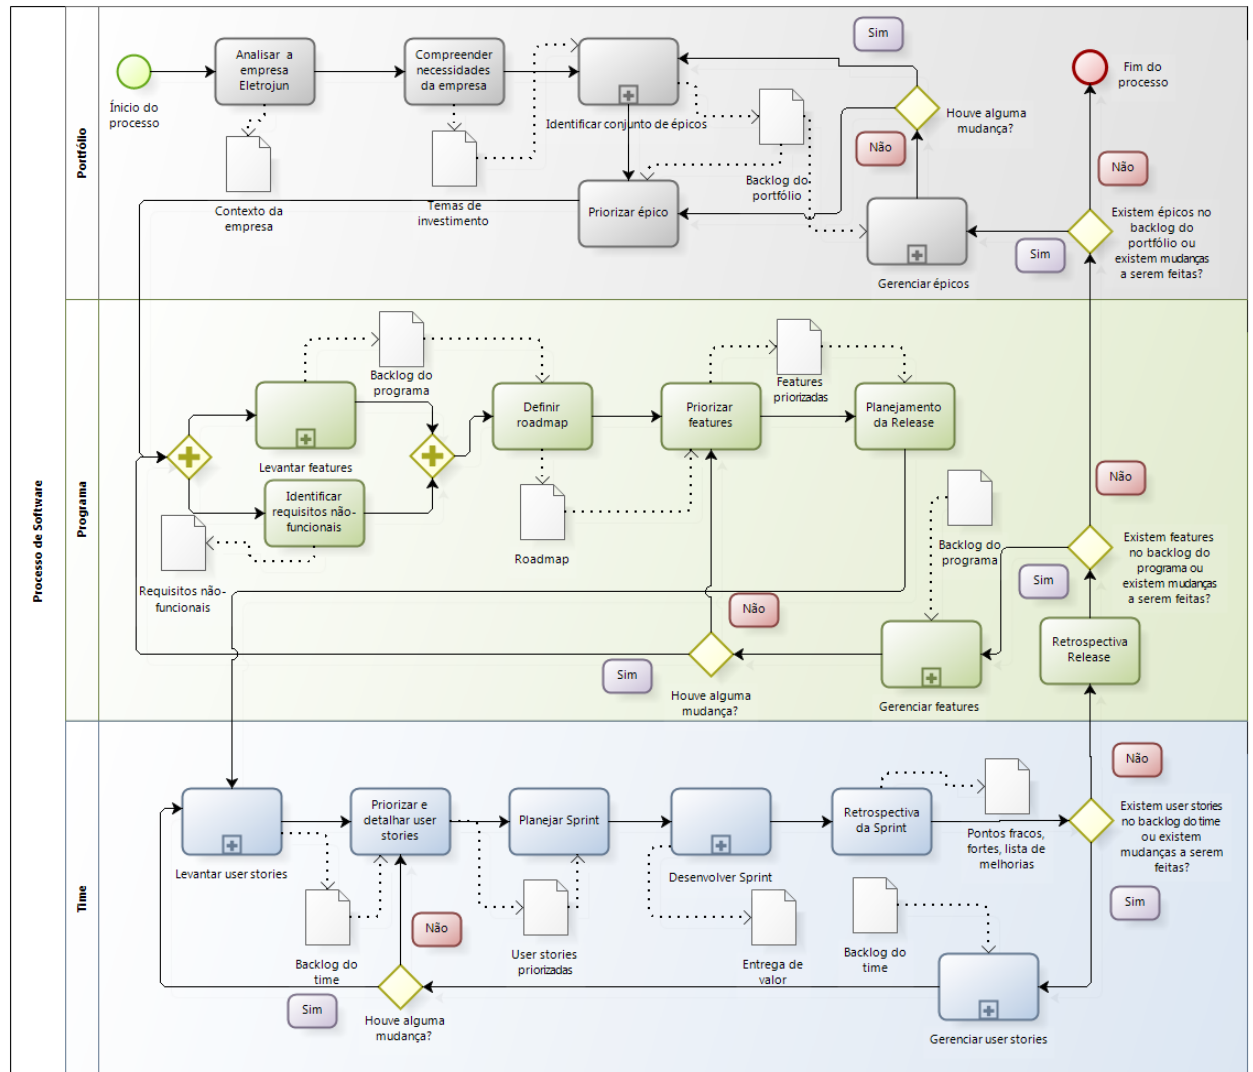 Processo de Software
Portfólio
Ínicio do
processo
Analisar a
empresa
Eletrojun
Contexto da
empresa
Compreender
necessidades
da empresa
Temas de
investimento
Identificar conjunto de épicos
Priorizar épico
Backlog do
portfólio
Sim
Houve alguma
mudança?
Não
Gerenciar épicos
Fim do
processo
Não
Existem épicos no
backlog do
portfólio ou
existem mudanças
a serem feitas?
Sim
Programa
Levantar features
Identificar
requisitos não-
funcionais
Requisitos não-
funcionais
Backlog do
programa
Definir
roadmap
Roadmap
Priorizar
features
Features
priorizadas
Planejamento
da Release
Backlog do
programa
Não
Existem features
no backlog do
programa ou
existem mudanças
a serem feitas?
Sim
Não
Sim
Houve alguma
mudança?
Gerenciar features
Retrospectiva
Release
Time
Levantar user stories
Priorizar e
detalhar user
stories
Planejar Sprint
Desenvolver Sprint
Retrospectiva
da Sprint
Pontos fracos,
fortes, lista de
melhorias
Não
Existem user stories
no backlog do time
ou existem
mudanças a serem
feitas?
Sim
Backlog do
time
Não
User stories
priorizadas
Entrega de
valor
Backlog do
time
Sim
Houve alguma
mudança?
Gerenciar user stories